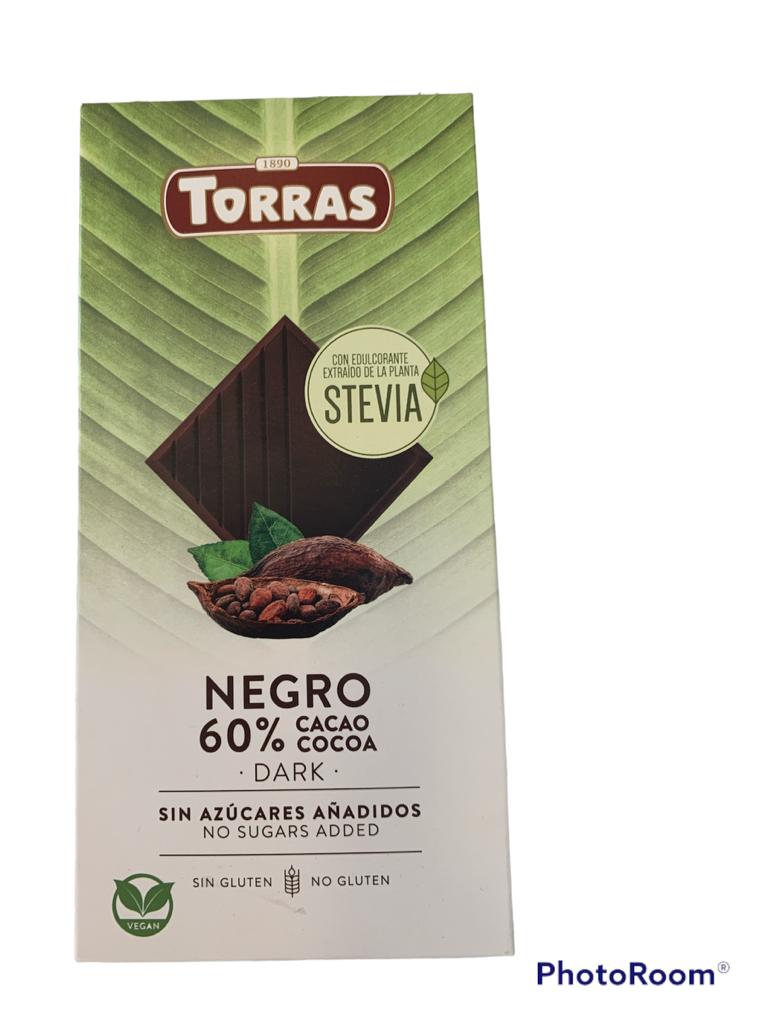 1890
TORRAS
CON EDULCORANTE
EXTRAÍDO DE LA PLANTA
STEVIA
NEGRO
60% CACAO
COCOA
· DARK ·
SIN AZÚCARES AÑADIDOS
NO SUGARS ADDED
SIN GLUTEN NO GLUTEN
VEGAN
PhotoRoom®